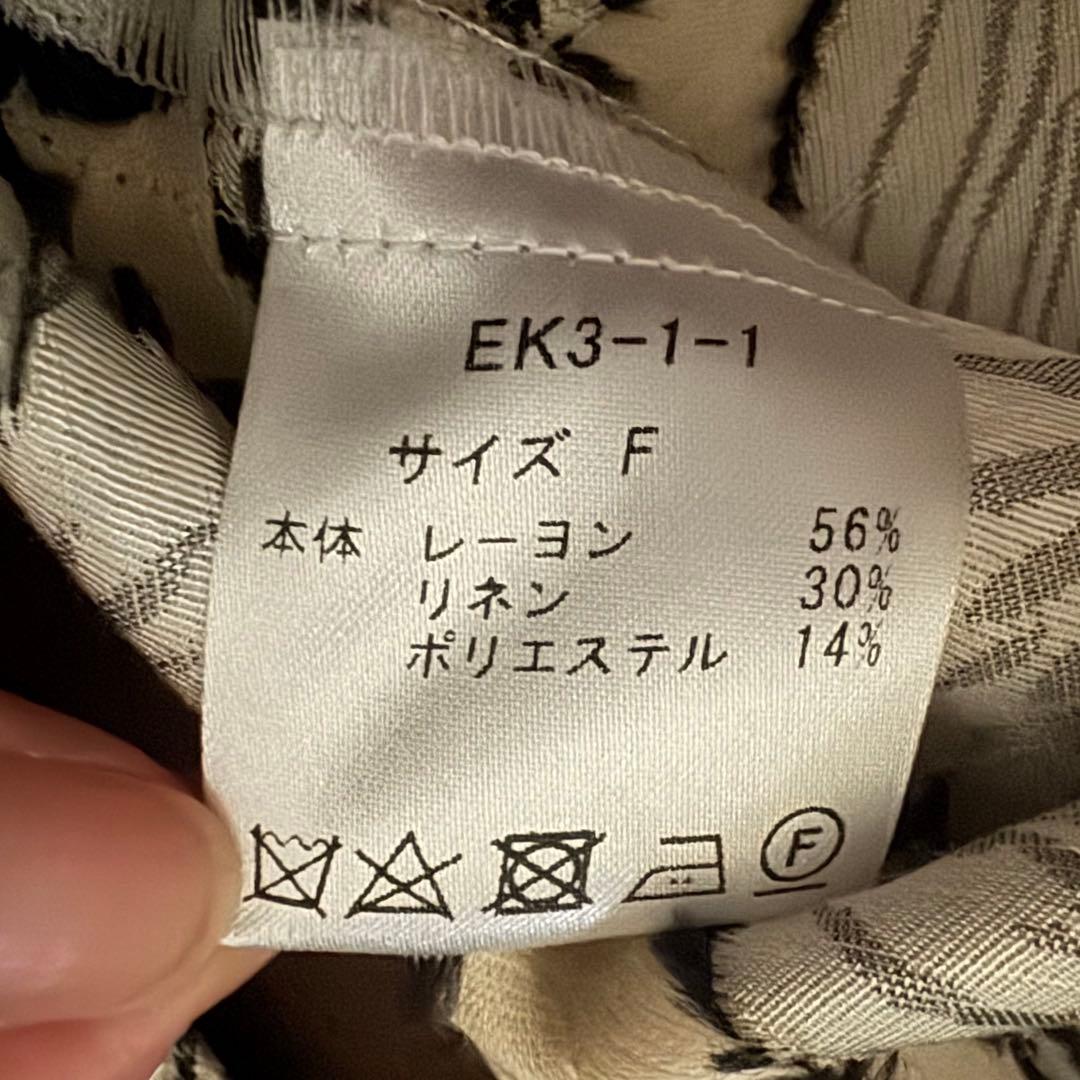 EK3-1-1
サイズ F
本体 レーヨン 56%
リネン 30%
ポリエステル 14%
F